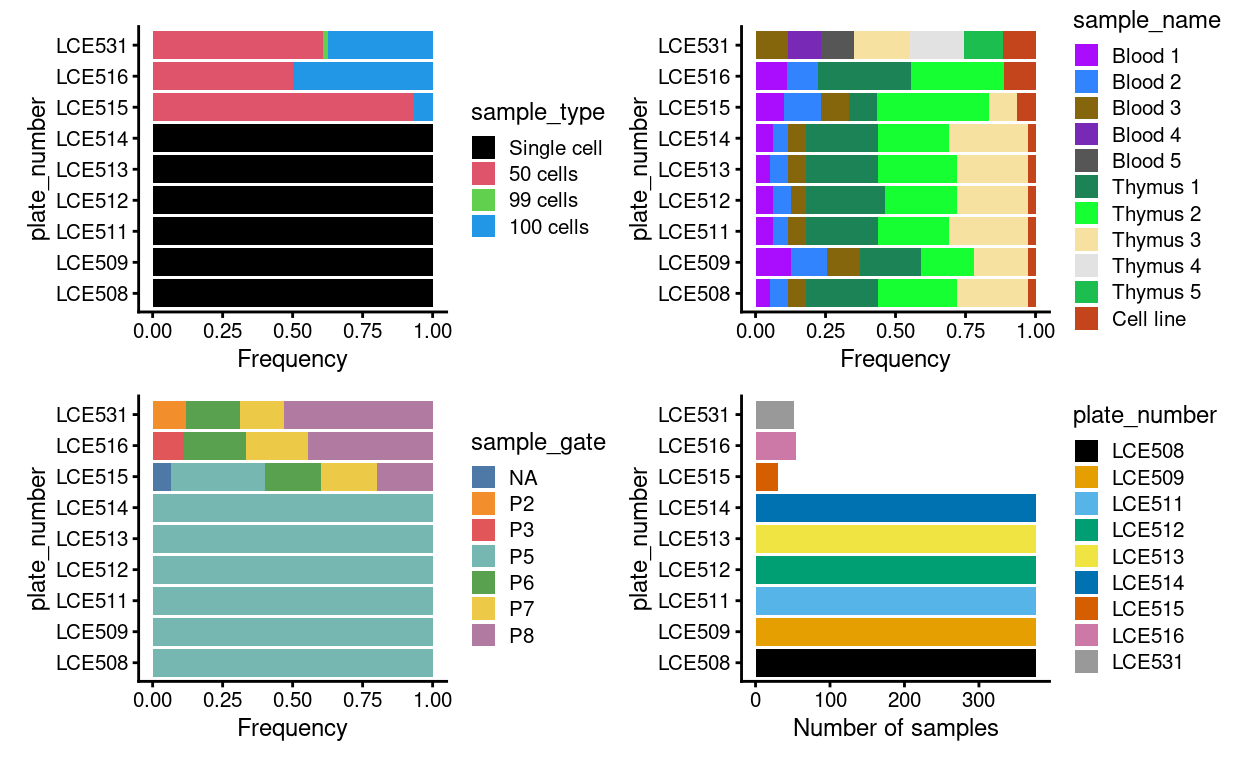 plate_number
LCE531
LCE516
LCE515
LCE514
LCE513
LCE512
LCE511
LCE509
LCE508
0.00 0.25 0.50 0.75 1.00
Frequency
sample_type
Single cell
50 cells
99 cells
100 cells
plate_number
LCE531
LCE516
LCE515
LCE514
LCE513
LCE512
LCE511
LCE509
LCE508
0.00 0.25 0.50 0.75 1.00
Frequency
sample_name
Blood 1
Blood 2
Blood 3
Blood 4
Blood 5
Thymus 1
Thymus 2
Thymus 3
Thymus 4
Thymus 5
Cell line
plate_number
LCE531
LCE516
LCE515
LCE514
LCE513
LCE512
LCE511
LCE509
LCE508
0.00 0.25 0.50 0.75 1.00
Frequency
sample_gate
NA
P2
P3
P5
P6
P7
P8
plate_number
LCE531
LCE516
LCE515
LCE514
LCE513
LCE512
LCE511
LCE509
LCE508
0 100 200 300
Number of samples
plate_number
LCE508
LCE509
LCE511
LCE512
LCE513
LCE514
LCE515
LCE516
LCE531